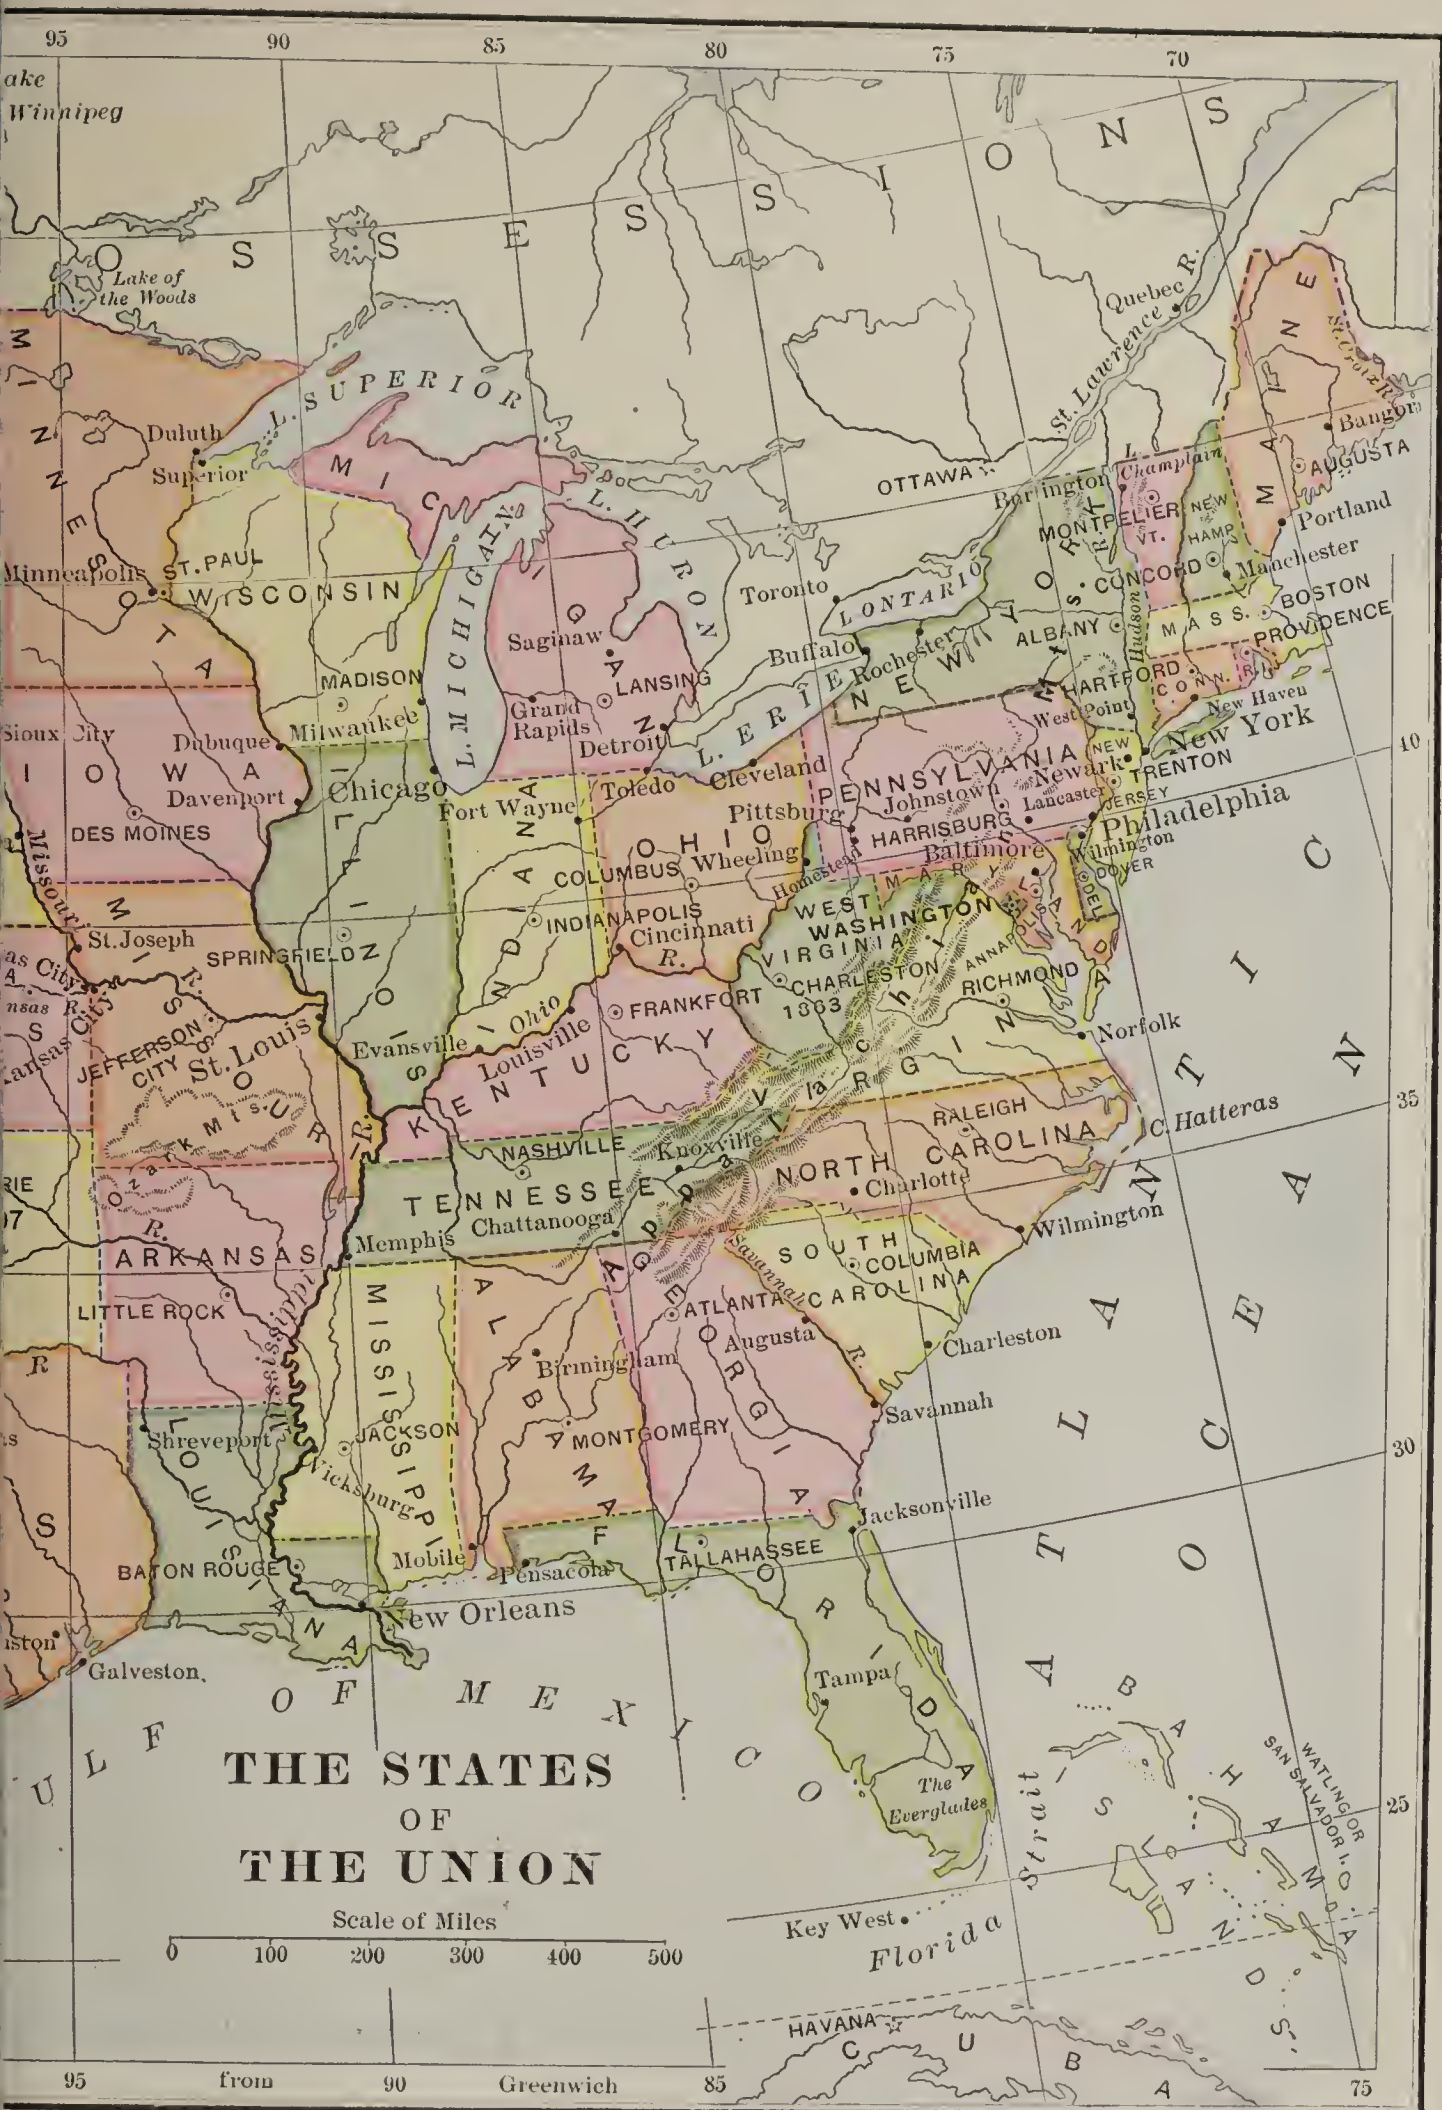 95 90 85 80 75 70
ake
Winnipeg
O S S E S S I O N S
Lake of
the Woods
Quebec
St. Lawrence R.
MINNESOTA
L. SUPERIOR
MAINE
St. Croix R.
Duluth
Superior
Bangor
AUGUSTA
MICHIGAN
L. HURON
OTTAWA
L.
Champlain
Burlington
MONTPELIER
VT.
NEW
HAMP.
Portland
Minneapolis
ST. PAUL
WISCONSIN
L. MICHIGAN
Toronto
L. ONTARIO
CONCORD
Manchester
BOSTON
Saginaw
Buffalo
Rochester
NEW YORK
ALBANY
Hudson
MASS.
PROVIDENCE
MADISON
LANSING
HARTFORD
CONN.
R.I.
New Haven
Milwaukee
Grand
Rapids
Detroit
L. ERIE
West Point
New York
Sioux City
Dubuque
IOWA
Davenport
Chicago
Fort Wayne
Toledo
Cleveland
PENNSYLVANIA
NEW
Newark
TRENTON
JERSEY
40
DES MOINES
ILLINOIS
INDIANA
OHIO
Pittsburg
Johnstown
Lancaster
HARRISBURG
Philadelphia
Missouri R.
COLUMBUS
Wheeling
Homestead
Baltimore
Wilmington
DOVER
DEL.
MARYLAND
St. Joseph
SPRINGFIELD
INDIANAPOLIS
Cincinnati
WEST
VIRGINIA
WASHINGTON
ANNAPOLIS
as City
nsas R.
Kansas City
MISSOURI
JEFFERSON
CITY
St. Louis
Evansville
Ohio R.
Louisville
FRANKFORT
CHARLESTON
1863
RICHMOND
VIRGINIA
Norfolk
KENTUCKY
Ozark Mts.
R.
NASHVILLE
Knoxville
Appalachian Mts.
RALEIGH
NORTH CAROLINA
Charlotte
C. Hatteras
35
RIE
07
TENNESSEE
Chattanooga
Memphis
Wilmington
R.
ARKANSAS
LITTLE ROCK
Mississippi
SOUTH
CAROLINA
COLUMBIA
Savannah R.
ATLANTA
Augusta
Charleston
R
MISSISSIPPI
ALABAMA
Birmingham
GEORGIA
Savannah
LOUISIANA
Shreveport
JACKSON
Vicksburg
MONTGOMERY
30
S
BATON ROUGE
Mobile
Pensacola
TALLAHASSEE
Jacksonville
FLORIDA
New Orleans
iston
Galveston.
Tampa
ULF OF MEXICO
ATLANTIC
OCEAN
The
Everglades
BAHAMA
ISLANDS
WATLING OR
SAN SALVADOR I.
25
THE STATES
OF
THE UNION
Scale of Miles
0 100 200 300 400 500
Key West
Strait
Florida
HAVANA
CUBA
95 from 90 Greenwich 85 75